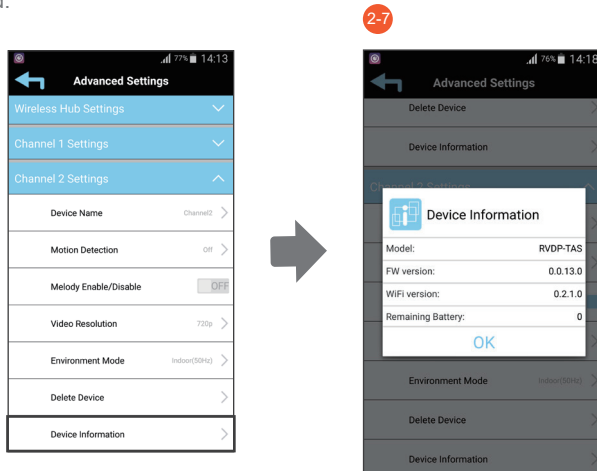 2-7
77% 14:13
Advanced Settings
Wireless Hub Settings
Channel 1 Settings
Channel 2 Settings
Device Name Channel2
Motion Detection Off
Melody Enable/Disable OFF
Video Resolution 720p
Environment Mode Indoor(50Hz)
Delete Device
Device Information
76% 14:18
Advanced Settings
Delete Device
Device Information
Channel 2 Settings
Device Information
Model: RVDP-TAS
FW version: 0.0.13.0
WiFi version: 0.2.1.0
Remaining Battery: 0
OK
Environment Mode Indoor(50Hz)
Delete Device
Device Information